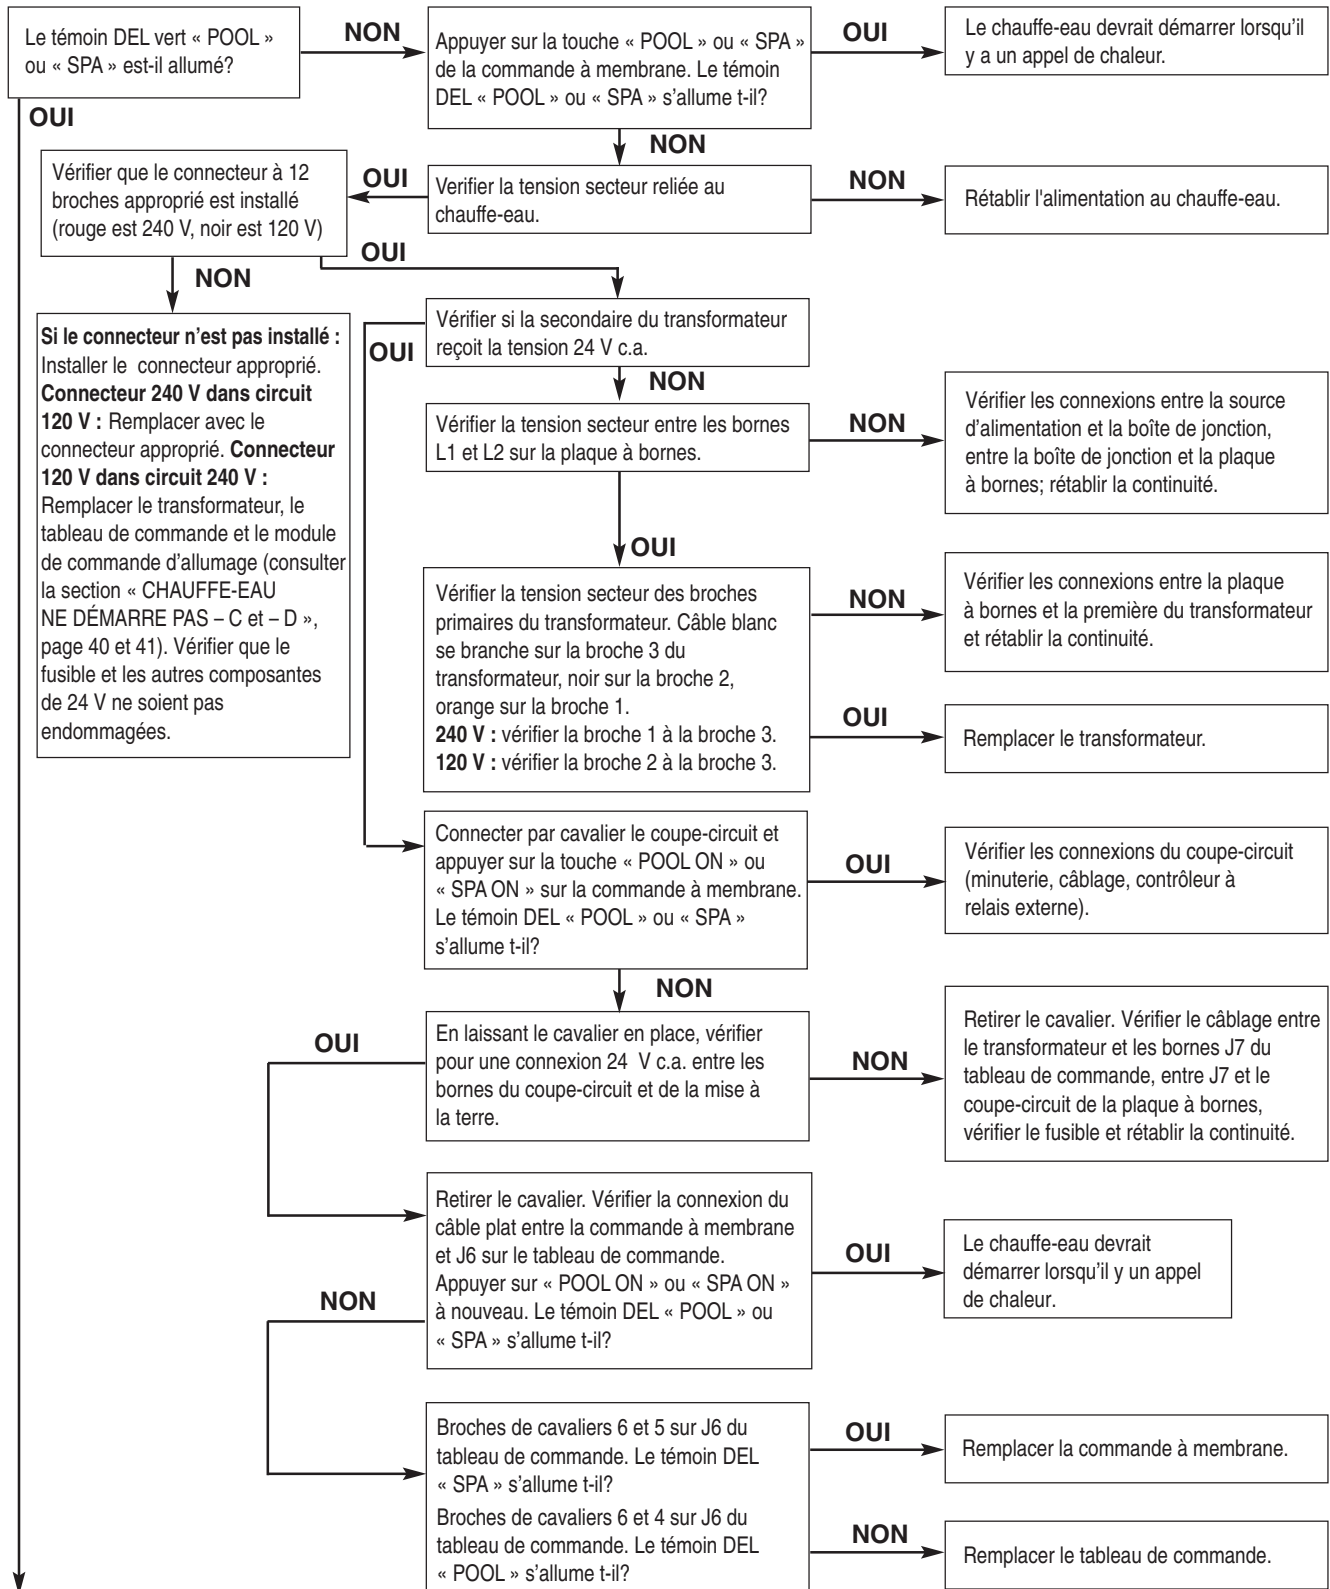 Le témoin DEL vert « POOL »
ou « SPA » est-il allumé?
NON
Appuyer sur la touche « POOL » ou « SPA »
de la commande à membrane. Le témoin
DEL « POOL » ou « SPA » s'allume t-il?
OUI
Le chauffe-eau devrait démarrer lorsqu'il
y a un appel de chaleur.
OUI
NON
Vérifier que le connecteur à 12
broches approprié est installé
(rouge est 240 V, noir est 120 V)
OUI
Verifier la tension secteur reliée au
chauffe-eau.
NON
Rétablir l'alimentation au chauffe-eau.
OUI
NON
Si le connecteur n'est pas installé :
Installer le  connecteur approprié.
Connecteur 240 V dans circuit
120 V : Remplacer avec le
connecteur approprié. Connecteur
120 V dans circuit 240 V :
Remplacer le transformateur, le
tableau de commande et le module
de commande d'allumage (consulter
la section « CHAUFFE-EAU
NE DÉMARRE PAS – C et – D »,
page 40 et 41). Vérifier que le
fusible et les autres composantes
de 24 V ne soient pas
endommagées.
Vérifier si la secondaire du transformateur
reçoit la tension 24 V c.a.
OUI
NON
Vérifier la tension secteur entre les bornes
L1 et L2 sur la plaque à bornes.
NON
Vérifier les connexions entre la source
d'alimentation et la boîte de jonction,
entre la boîte de jonction et la plaque
à bornes; rétablir la continuité.
OUI
Vérifier la tension secteur des broches
primaires du transformateur. Câble blanc
se branche sur la broche 3 du
transformateur, noir sur la broche 2,
orange sur la broche 1.
240 V : vérifier la broche 1 à la broche 3.
120 V : vérifier la broche 2 à la broche 3.
NON
Vérifier les connexions entre la plaque
à bornes et la première du transformateur
et rétablir la continuité.
OUI
Remplacer le transformateur.
Connecter par cavalier le coupe-circuit et
appuyer sur la touche « POOL ON » ou
« SPA ON » sur la commande à membrane.
Le témoin DEL « POOL » ou « SPA »
s'allume t-il?
OUI
Vérifier les connexions du coupe-circuit
(minuterie, câblage, contrôleur à
relais externe).
NON
En laissant le cavalier en place, vérifier
pour une connexion 24  V c.a. entre les
bornes du coupe-circuit et de la mise à
la terre.
OUI
NON
Retirer le cavalier. Vérifier le câblage entre
le transformateur et les bornes J7 du
tableau de commande, entre J7 et le
coupe-circuit de la plaque à bornes,
vérifier le fusible et rétablir la continuité.
Retirer le cavalier. Vérifier la connexion du
câble plat entre la commande à membrane
et J6 sur le tableau de commande.
Appuyer sur « POOL ON » ou « SPA ON »
à nouveau. Le témoin DEL « POOL » ou
« SPA » s'allume t-il?
OUI
Le chauffe-eau devrait
démarrer lorsqu'il y un appel
de chaleur.
NON
Broches de cavaliers 6 et 5 sur J6 du
tableau de commande. Le témoin DEL
« SPA » s'allume t-il?
Broches de cavaliers 6 et 4 sur J6 du
tableau de commande. Le témoin DEL
« POOL » s'allume t-il?
OUI
Remplacer la commande à membrane.
NON
Remplacer le tableau de commande.